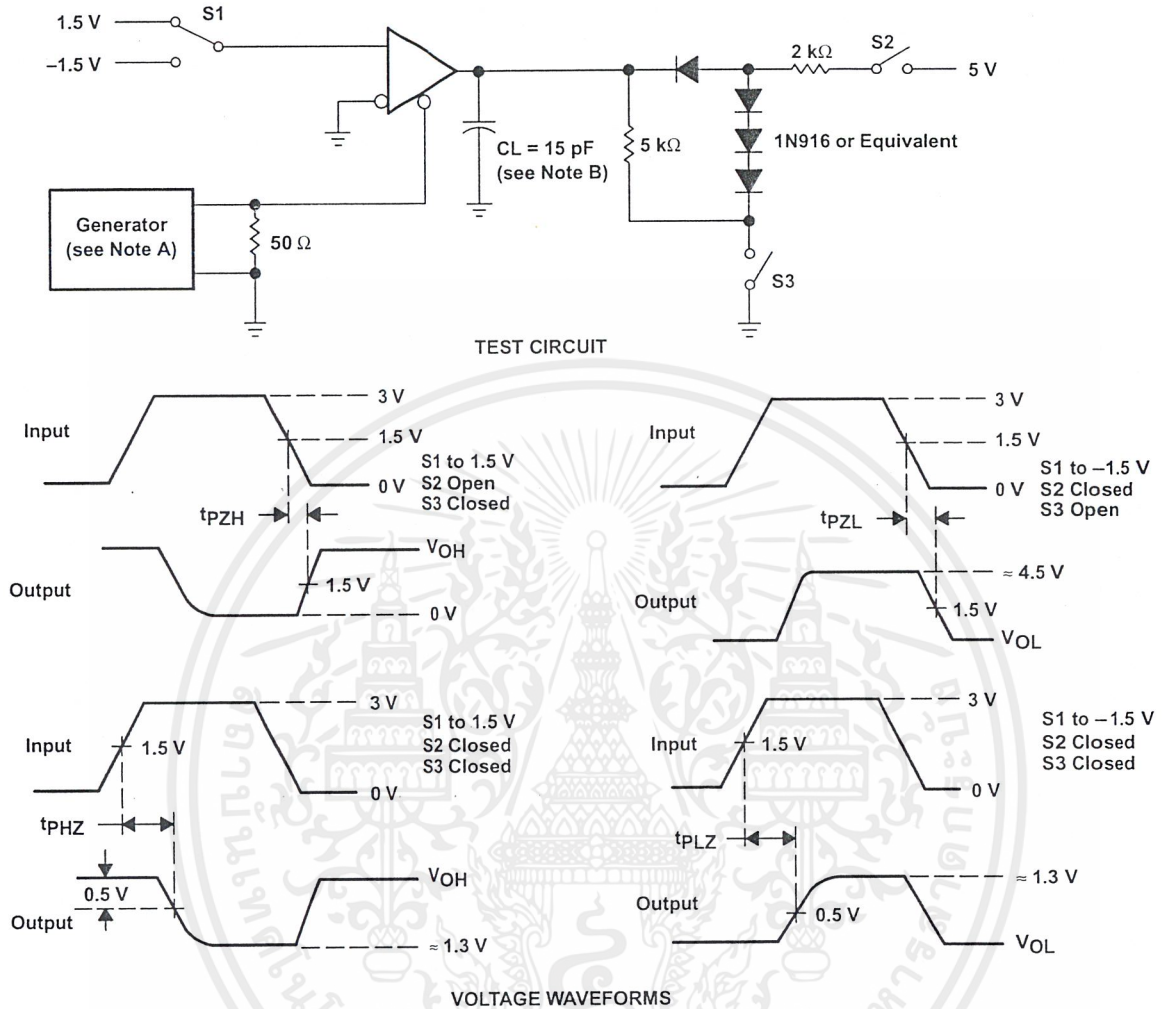 1.5 V
S1
–1.5 V
2 kΩ
S2
5 V
CL = 15 pF
(see Note B)
5 kΩ
1N916 or Equivalent
Generator
(see Note A)
50 Ω
S3
TEST CIRCUIT
Input
3 V
1.5 V
0 V
S1 to 1.5 V
S2 Open
S3 Closed
tPZH
Output
VOH
1.5 V
0 V
Input
3 V
1.5 V
0 V
S1 to –1.5 V
S2 Closed
S3 Open
tPZL
Output
≈ 4.5 V
1.5 V
VOL
Input
3 V
1.5 V
0 V
S1 to 1.5 V
S2 Closed
S3 Closed
tPHZ
0.5 V
Output
VOH
≈ 1.3 V
Input
3 V
1.5 V
0 V
S1 to –1.5 V
S2 Closed
S3 Closed
tPLZ
Output
≈ 1.3 V
0.5 V
VOL
VOLTAGE WAVEFORMS